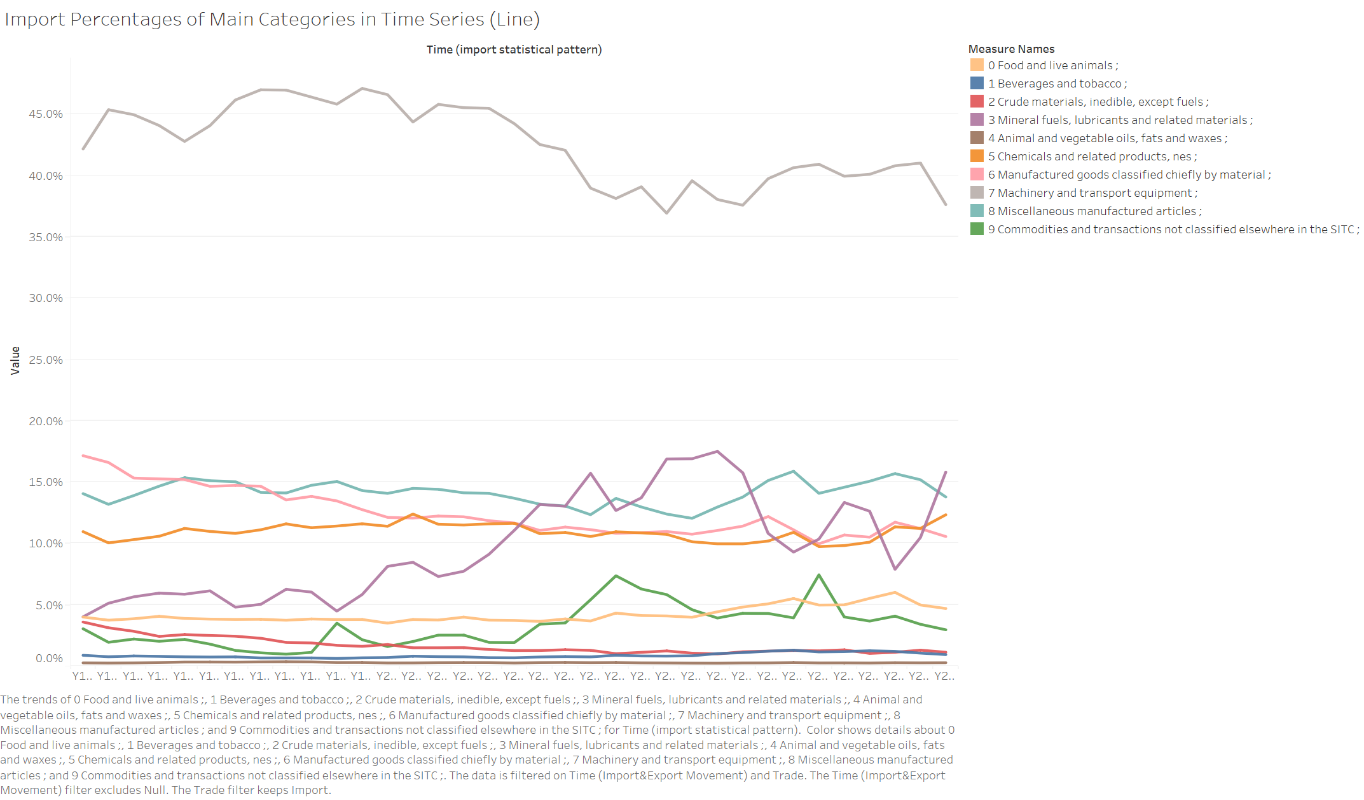 Import Percentages of Main Categories in Time Series (Line)
Time (import statistical pattern)
Measure Names
0 Food and live animals ;
1 Beverages and tobacco ;
2 Crude materials, inedible, except fuels ;
3 Mineral fuels, lubricants and related materials ;
4 Animal and vegetable oils, fats and waxes ;
5 Chemicals and related products, nes ;
6 Manufactured goods classified chiefly by material ;
7 Machinery and transport equipment ;
8 Miscellaneous manufactured articles ;
9 Commodities and transactions not classified elsewhere in the SITC ;
45.0%
40.0%
35.0%
30.0%
Value
25.0%
20.0%
15.0%
10.0%
5.0%
0.0%
Y1.. Y1.. Y1.. Y1.. Y1.. Y1.. Y1.. Y1.. Y1.. Y1.. Y1.. Y1.. Y2.. Y2.. Y2.. Y2.. Y2.. Y2.. Y2.. Y2.. Y2.. Y2.. Y2.. Y2.. Y2.. Y2.. Y2.. Y2.. Y2.. Y2.. Y2.. Y2.. Y2.. Y2.. Y2..
The trends of 0 Food and live animals ;, 1 Beverages and tobacco ;, 2 Crude materials, inedible, except fuels ;, 3 Mineral fuels, lubricants and related materials ;, 4 Animal and
vegetable oils, fats and waxes ;, 5 Chemicals and related products, nes ;, 6 Manufactured goods classified chiefly by material ;, 7 Machinery and transport equipment ;, 8
Miscellaneous manufactured articles ; and 9 Commodities and transactions not classified elsewhere in the SITC ; for Time (import statistical pattern).  Color shows details about 0
Food and live animals ;, 1 Beverages and tobacco ;, 2 Crude materials, inedible, except fuels ;, 3 Mineral fuels, lubricants and related materials ;, 4 Animal and vegetable oils, fats
and waxes ;, 5 Chemicals and related products, nes ;, 6 Manufactured goods classified chiefly by material ;, 7 Machinery and transport equipment ;, 8 Miscellaneous manufactured
articles ; and 9 Commodities and transactions not classified elsewhere in the SITC ;. The data is filtered on Time (Import&Export Movement) and Trade. The Time (Import&Export
Movement) filter excludes Null. The Trade filter keeps Import.